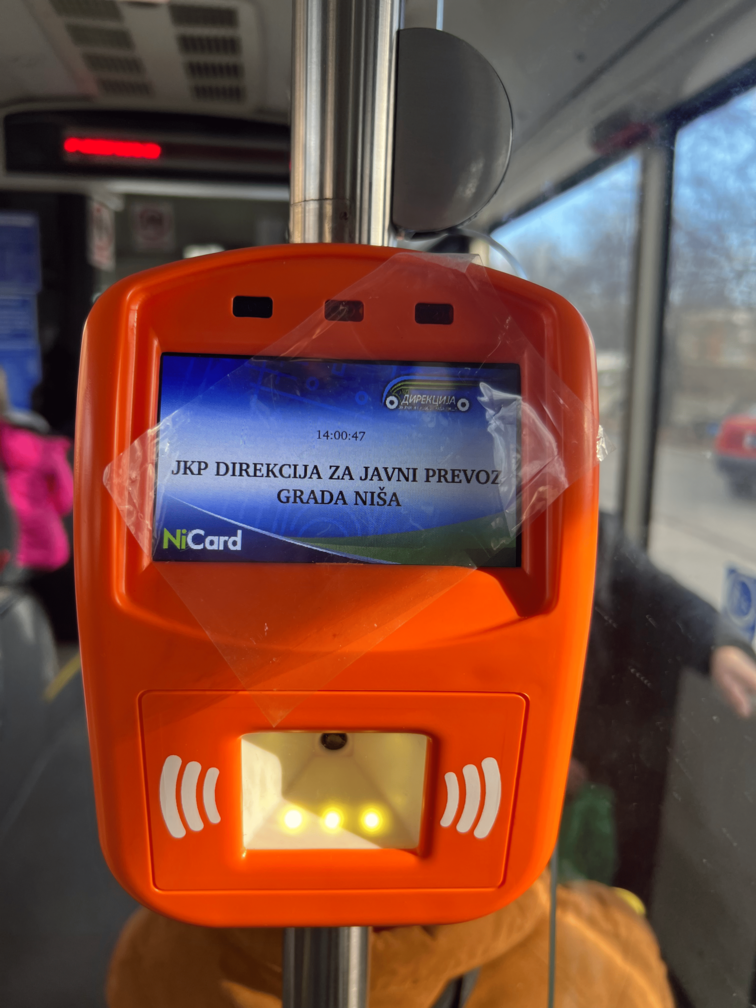 ДИРЕКЦИЈА
14:00:47
JKP DIREKCIJA ZA JAVNI PREVOZ
GRADA NIŠA
NiCard